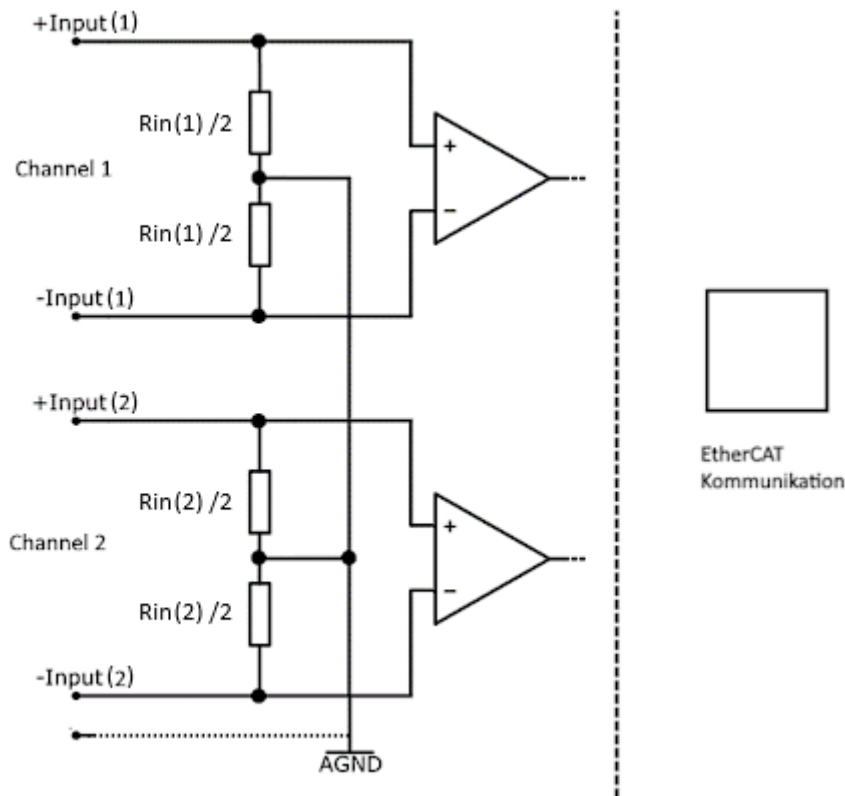 +Input(1)
Rin(1)/2
Channel 1
Rin(1)/2
-Input(1)
+
−
+Input(2)
Rin(2)/2
Channel 2
Rin(2)/2
-Input(2)
+
−
AGND
EtherCAT
Kommunikation